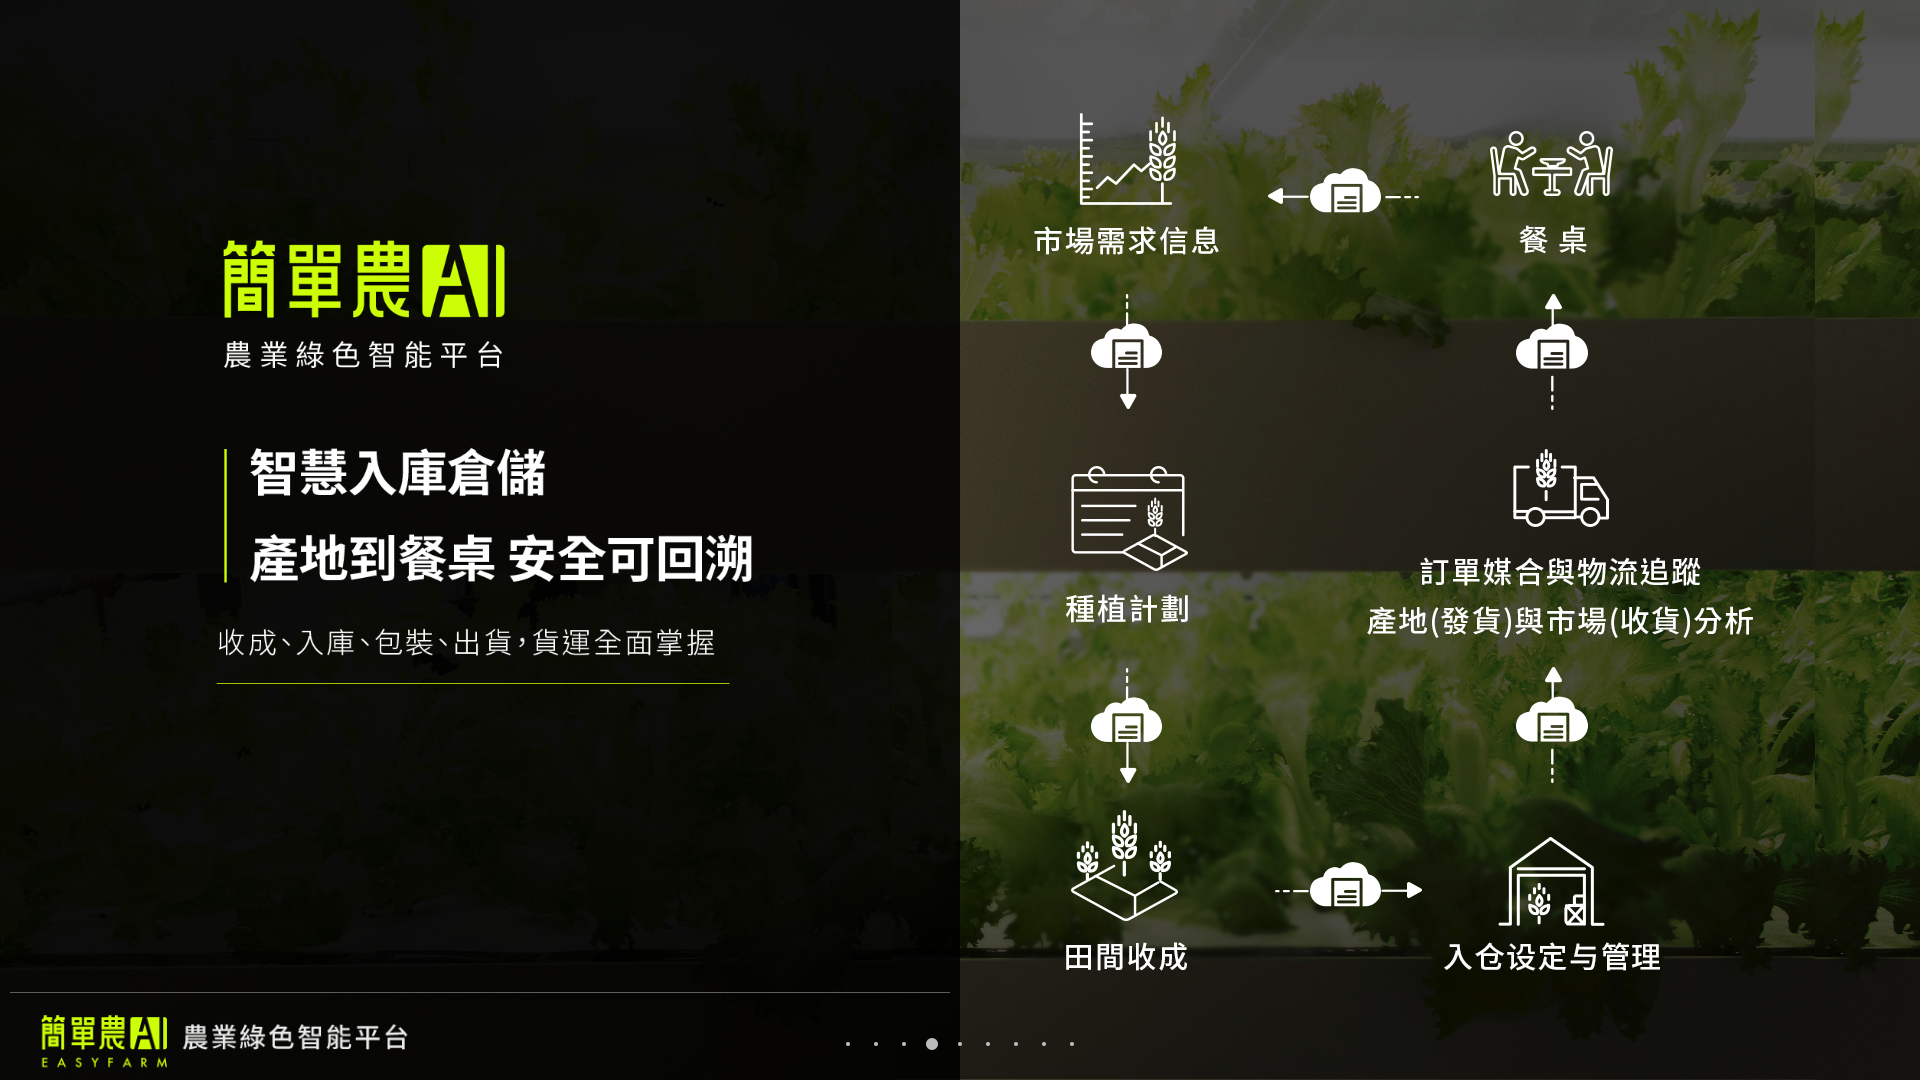 簡單農AI
農業綠色智能平台
智慧入庫倉儲
產地到餐桌 安全可回溯
收成、入庫、包裝、出貨，貨運全面掌握
市場需求信息
餐桌
種植計劃
訂單媒合與物流追蹤
產地(發貨)與市場(收貨)分析
田間收成
入仓设定与管理
簡單農AI 農業綠色智能平台
EASYFARM